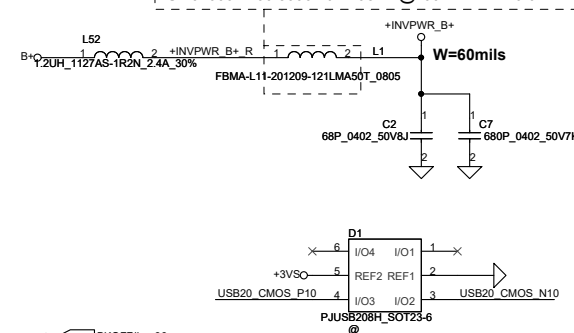 +INVPWR_B+
L52
B+ 1 2 +INVPWR_B+_R 1 2 L1 W=60mils
1.2UH_1127AS-1R2N_2.4A_30%
FBMA-L11-201209-121LMA50T_0805
1 1
C2 C7
68P_0402_50V8J 680P_0402_50V7K
2 2
D1
6 I/O4 I/O1 1
+3VS 5 REF2 REF1 2
USB20_CMOS_P10 4 I/O3 I/O2 3 USB20_CMOS_N10
PJUSB208H_SOT23-6
@